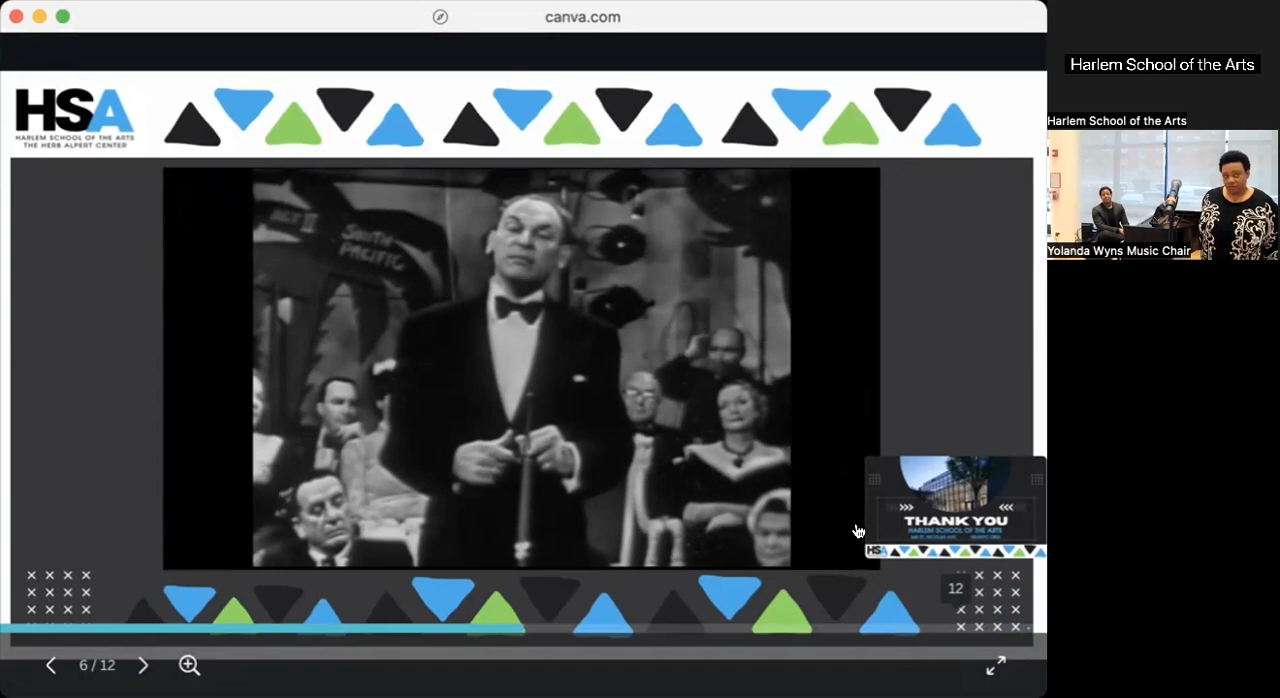 canva.com
HSA
HARLEM SCHOOL OF THE ARTS
THE HERB ALPERT CENTER
Harlem School of the Arts
Harlem School of the Arts
Yolanda Wyns Music Chair
ACT II
SOUTH
PACIFIC
THANK YOU
HARLEM SCHOOL OF THE ARTS
HSA
12
6 / 12